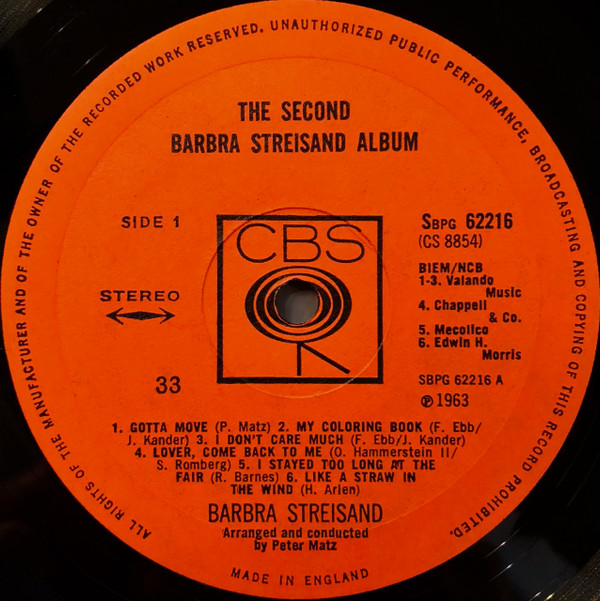 ALL RIGHTS OF THE MANUFACTURER AND OF THE OWNER OF THE RECORDED WORK RESERVED. UNAUTHORIZED PUBLIC PERFORMANCE, BROADCASTING AND COPYING OF THIS RECORD PROHIBITED.
THE SECOND
BARBRA STREISAND ALBUM
SIDE 1
CBS
STEREO
33
SBPG 62216
(CS 8854)
BIEM/NCB
1-3. Valando
Music
4. Chappell
& Co.
5. Mecolico
6. Edwin H.
Morris
SBPG 62216 A
℗ 1963
1. GOTTA MOVE (P. Matz) 2. MY COLORING BOOK (F. Ebb/
J. Kander) 3. I DON'T CARE MUCH (F. Ebb/J. Kander)
4. LOVER, COME BACK TO ME (O. Hammerstein II/
S. Romberg) 5. I STAYED TOO LONG AT THE
FAIR (R. Barnes) 6. LIKE A STRAW IN
THE WIND (H. Arlen)
BARBRA STREISAND
Arranged and conducted
by Peter Matz
MADE IN ENGLAND